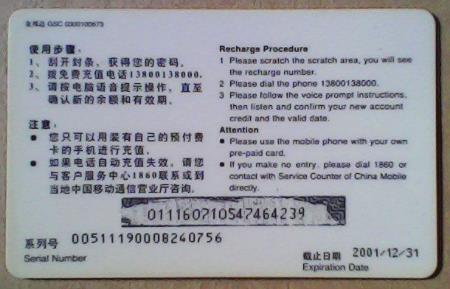 GSC 0300100673
使用步骤：
1、刮开封条，获得您的密码。
2、拨免费充值电话13800138000。
3、请按电脑语音提示操作，直至
确认新的余额和有效期。
注意：
● 您只可以用装有自己的预付费
卡的手机进行充值。
● 如果电话自动充值失效，请您
与客户服务中心1860联系或到
当地中国移动通信营业厅咨询。
Recharge Procedure
1 Please scratch the scratch area, you will see
the recharge number.
2 Please dial the phone 13800138000.
3 Please follow the voice prompt instructions,
then listen and confirm your new account
credit and the valid date.
Attention
● Please use the mobile phone with your own
pre-paid card.
● If you make no entry, please dial 1860 or
contact with Service Counter of China Mobile
directly.
011160710547464239
系列号 00511190008240756
Serial Number
截止日期 2001/12/31
Expiration Date